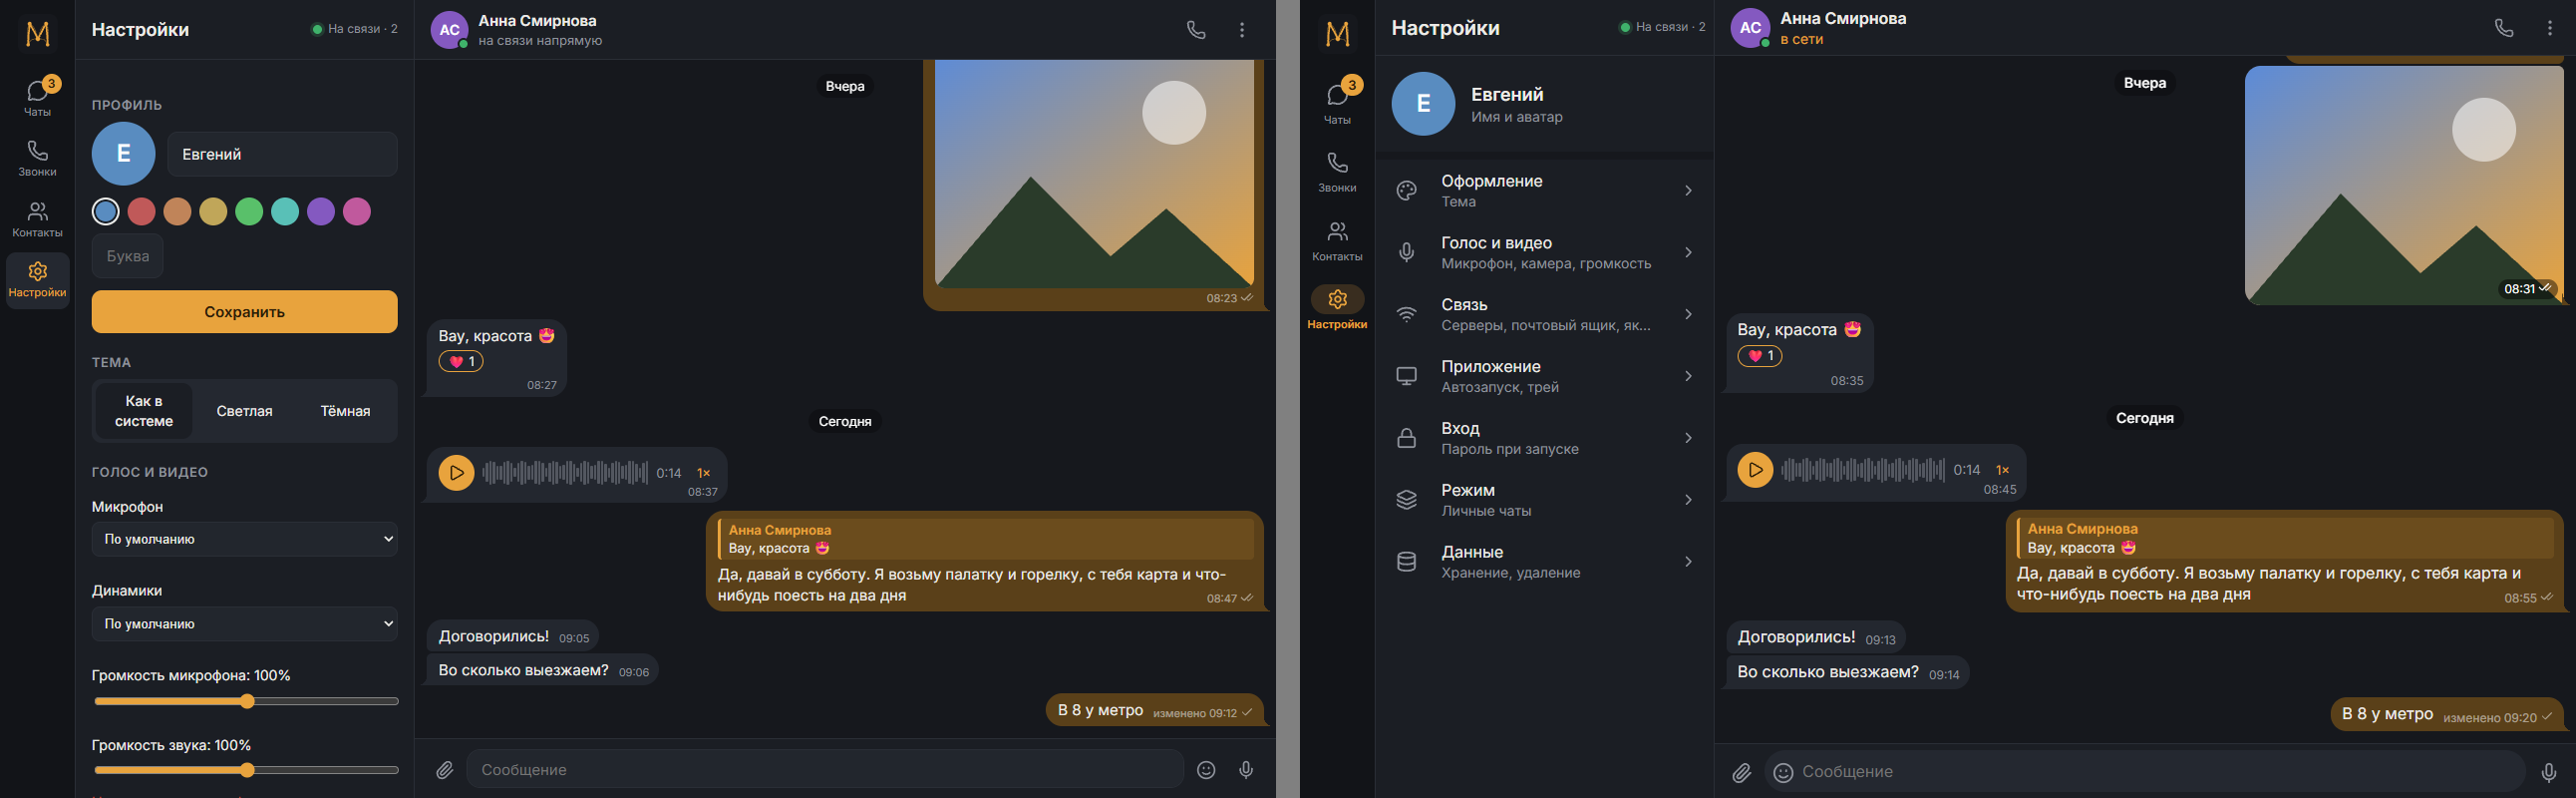 Настройки
На связи · 2
3
Чаты
Звонки
Контакты
Настройки
ПРОФИЛЬ
Е
Евгений
Буква
Сохранить
ТЕМА
Как в
системе
Светлая
Тёмная
ГОЛОС И ВИДЕО
Микрофон
По умолчанию
Динамики
По умолчанию
Громкость микрофона: 100%
Громкость звука: 100%
АС
Анна Смирнова
на связи напрямую
Вчера
08:23
Вау, красота 🤩
❤️ 1
08:27
Сегодня
0:14 1×
08:37
Анна Смирнова
Вау, красота 🤩
Да, давай в субботу. Я возьму палатку и горелку, с тебя карта и что-
нибудь поесть на два дня
08:47
Договорились! 09:05
Во сколько выезжаем? 09:06
В 8 у метро изменено 09:12
Сообщение
3
Чаты
Звонки
Контакты
Настройки
Настройки
На связи · 2
Е
Евгений
Имя и аватар
Оформление
Тема
Голос и видео
Микрофон, камера, громкость
Связь
Серверы, почтовый ящик, як...
Приложение
Автозапуск, трей
Вход
Пароль при запуске
Режим
Личные чаты
Данные
Хранение, удаление
АС
Анна Смирнова
в сети
Вчера
08:31
Вау, красота 🤩
❤️ 1
08:35
Сегодня
0:14 1×
08:45
Анна Смирнова
Вау, красота 🤩
Да, давай в субботу. Я возьму палатку и горелку, с тебя карта и
что-нибудь поесть на два дня
08:55
Договорились! 09:13
Во сколько выезжаем? 09:14
В 8 у метро изменено 09:20
Сообщение